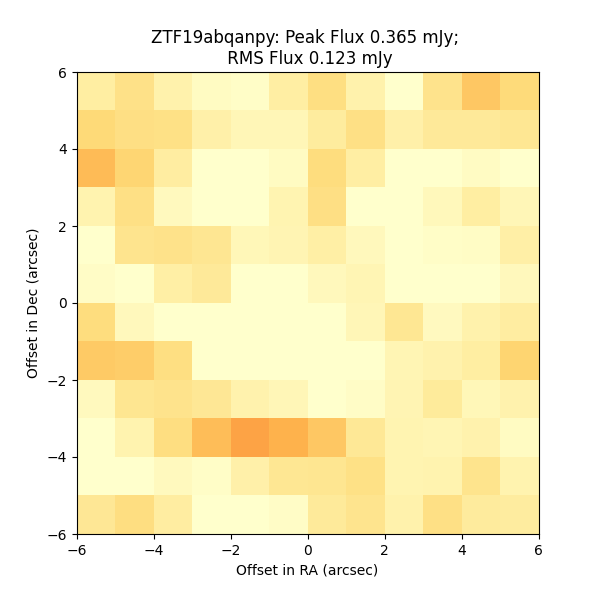 ZTF19abqanpy: Peak Flux 0.365 mJy;
RMS Flux 0.123 mJy
6
4
2
0
−2
−4
−6
Offset in Dec (arcsec)
−6 −4 −2 0 2 4 6
Offset in RA (arcsec)